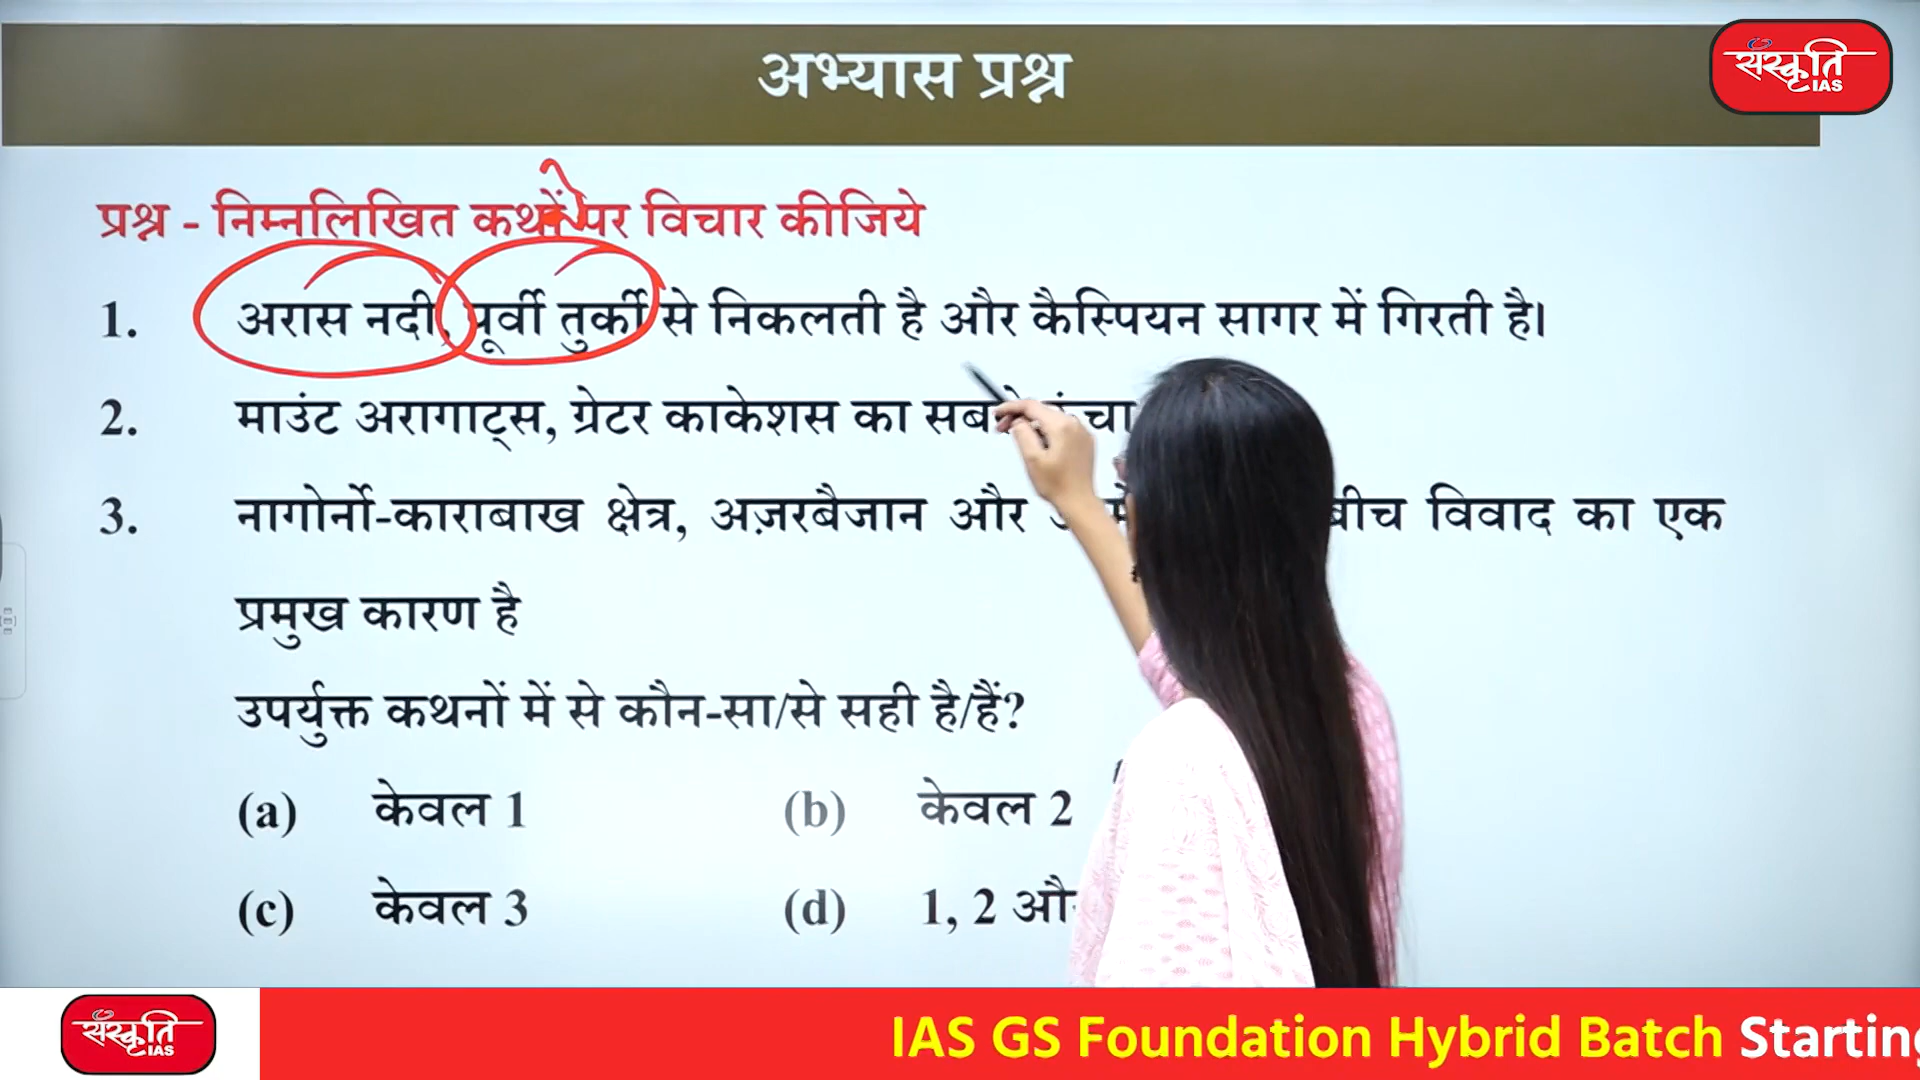 अभ्यास प्रश्न
संस्कृति
IAS
प्रश्न - निम्नलिखित कथनों पर विचार कीजिये
1. अरास नदी, पूर्वी तुर्की से निकलती है और कैस्पियन सागर में गिरती है।
2. माउंट अरागाट्स, ग्रेटर काकेशस का
3. नागोर्नो-काराबाख क्षेत्र, अज़रबैजान और बीच विवाद का एक
प्रमुख कारण है
उपर्युक्त कथनों में से कौन-सा/से सही है/हैं?
(a) केवल 1 (b) केवल 2
(c) केवल 3 (d) 1, 2
संस्कृति
IAS
IAS GS Foundation Hybrid Batch Starting